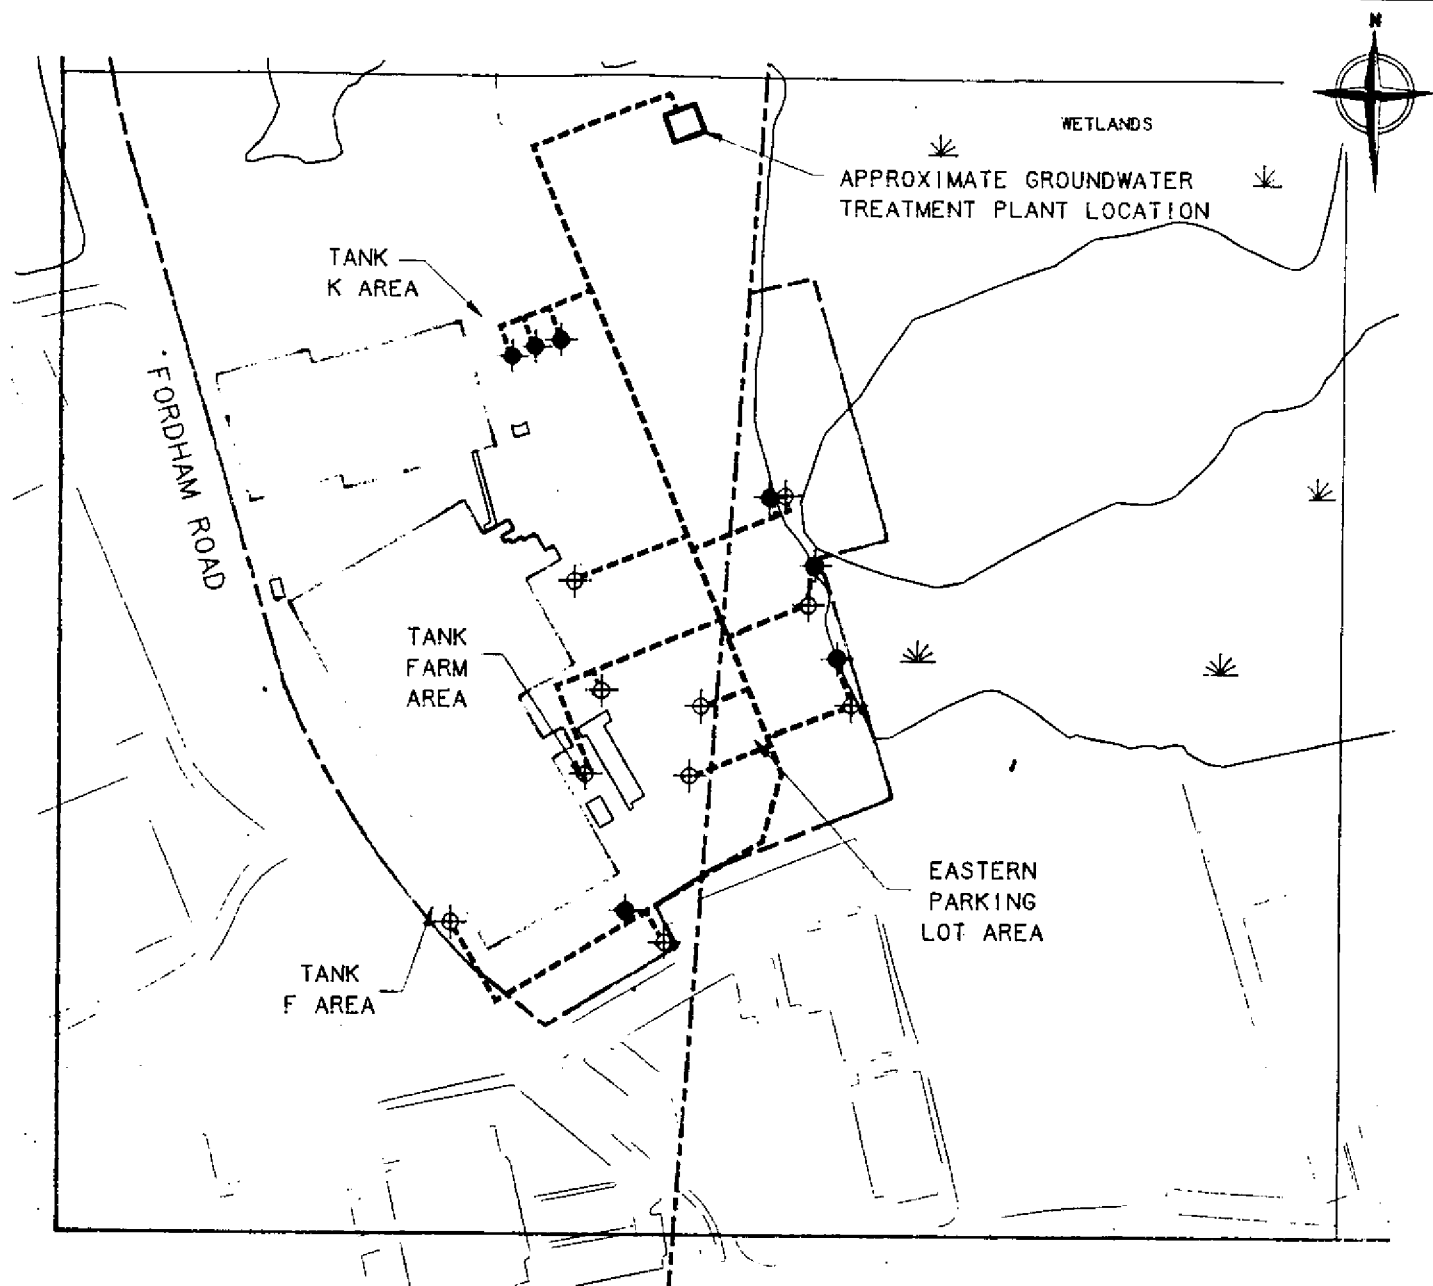 N
WETLANDS
APPROXIMATE GROUNDWATER
TREATMENT PLANT LOCATION
TANK
K AREA
FORDHAM ROAD
TANK
FARM
AREA
EASTERN
PARKING
LOT AREA
TANK
F AREA